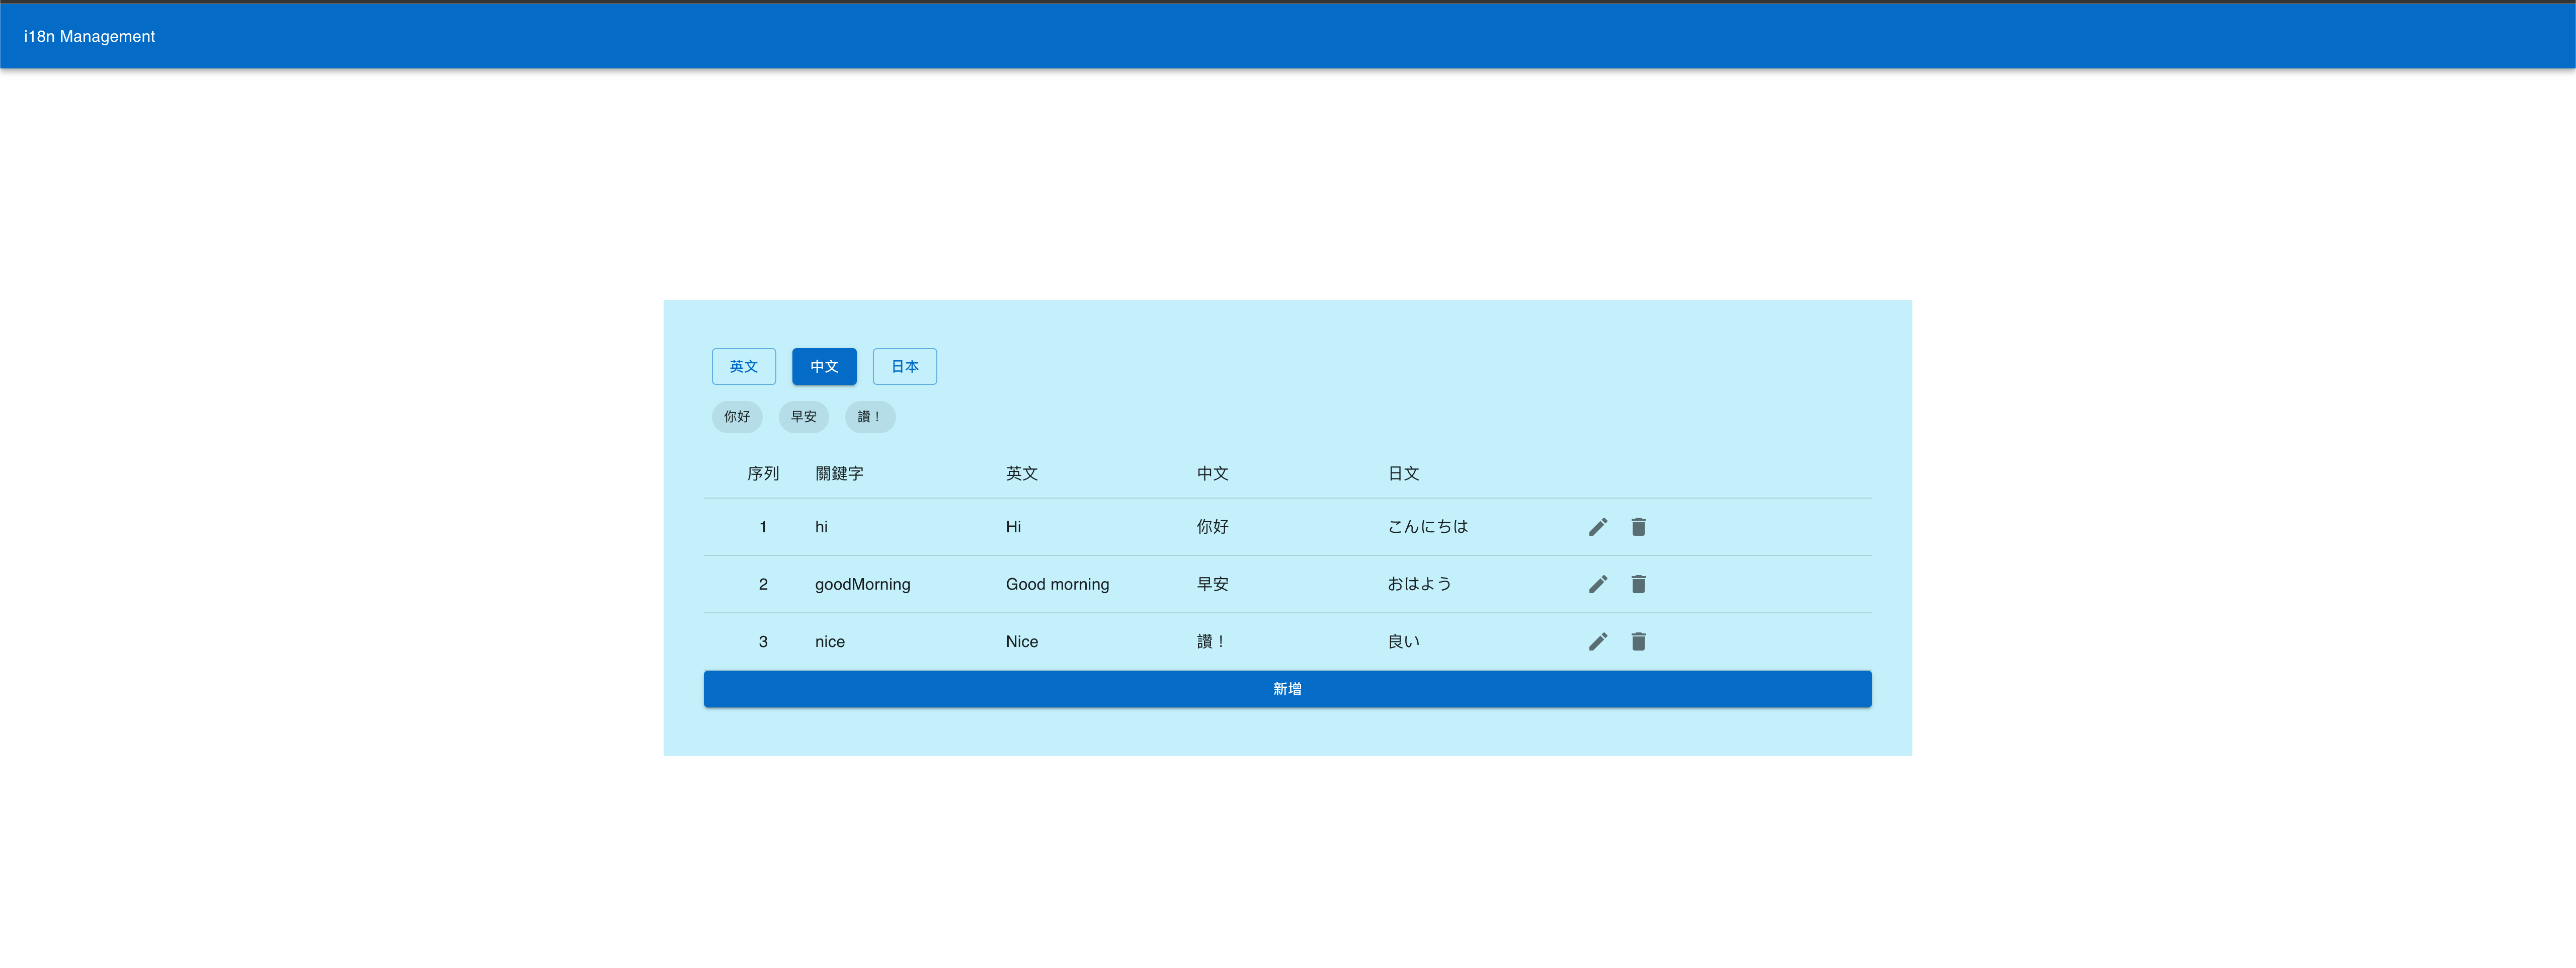 i18n Management
英文 中文 日本
你好 早安 讚！
序列 關鍵字 英文 中文 日文
1 hi Hi 你好 こんにちは
2 goodMorning Good morning 早安 おはよう
3 nice Nice 讚！ 良い
新增